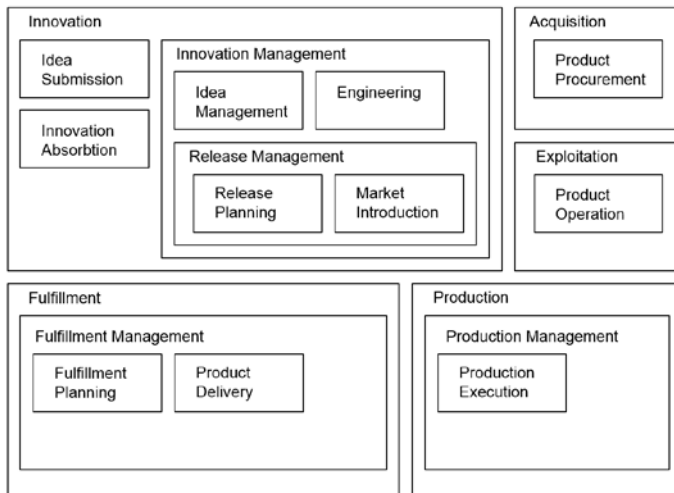 Innovation
Idea
Submission
Innovation
Absorbtion
Innovation Management
Idea
Management
Engineering
Release Management
Release
Planning
Market
Introduction
Acquisition
Product
Procurement
Exploitation
Product
Operation
Fulfillment
Fulfillment Management
Fulfillment
Planning
Product
Delivery
Production
Production Management
Production
Execution